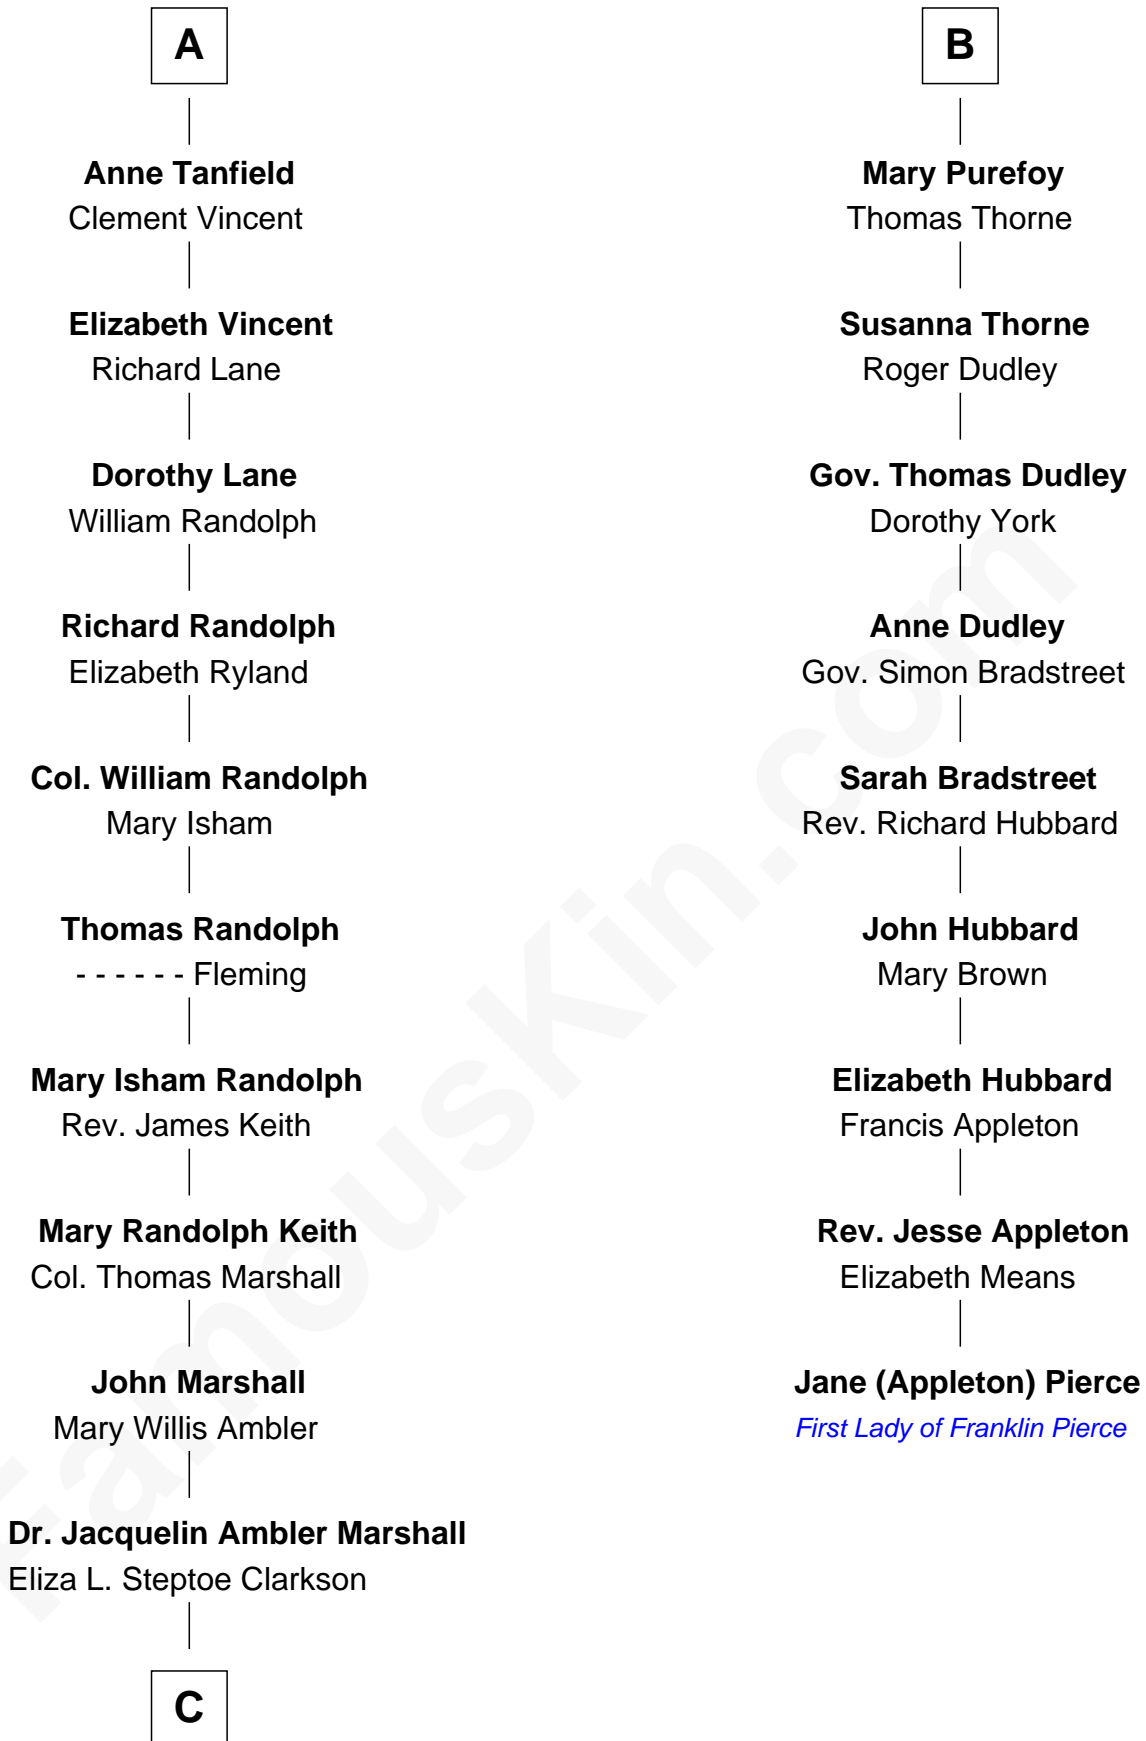 A
Anne Tanfield
Clement Vincent
Elizabeth Vincent
Richard Lane
Dorothy Lane
William Randolph
Richard Randolph
Elizabeth Ryland
Col. William Randolph
Mary Isham
Thomas Randolph
- - - - - - Fleming
Mary Isham Randolph
Rev. James Keith
Mary Randolph Keith
Col. Thomas Marshall
John Marshall
Mary Willis Ambler
Dr. Jacquelin Ambler Marshall
Eliza L. Steptoe Clarkson
C
B
Mary Purefoy
Thomas Thorne
Susanna Thorne
Roger Dudley
Gov. Thomas Dudley
Dorothy York
Anne Dudley
Gov. Simon Bradstreet
Sarah Bradstreet
Rev. Richard Hubbard
John Hubbard
Mary Brown
Elizabeth Hubbard
Francis Appleton
Rev. Jesse Appleton
Elizabeth Means
Jane (Appleton) Pierce
First Lady of Franklin Pierce
FamousKin.com